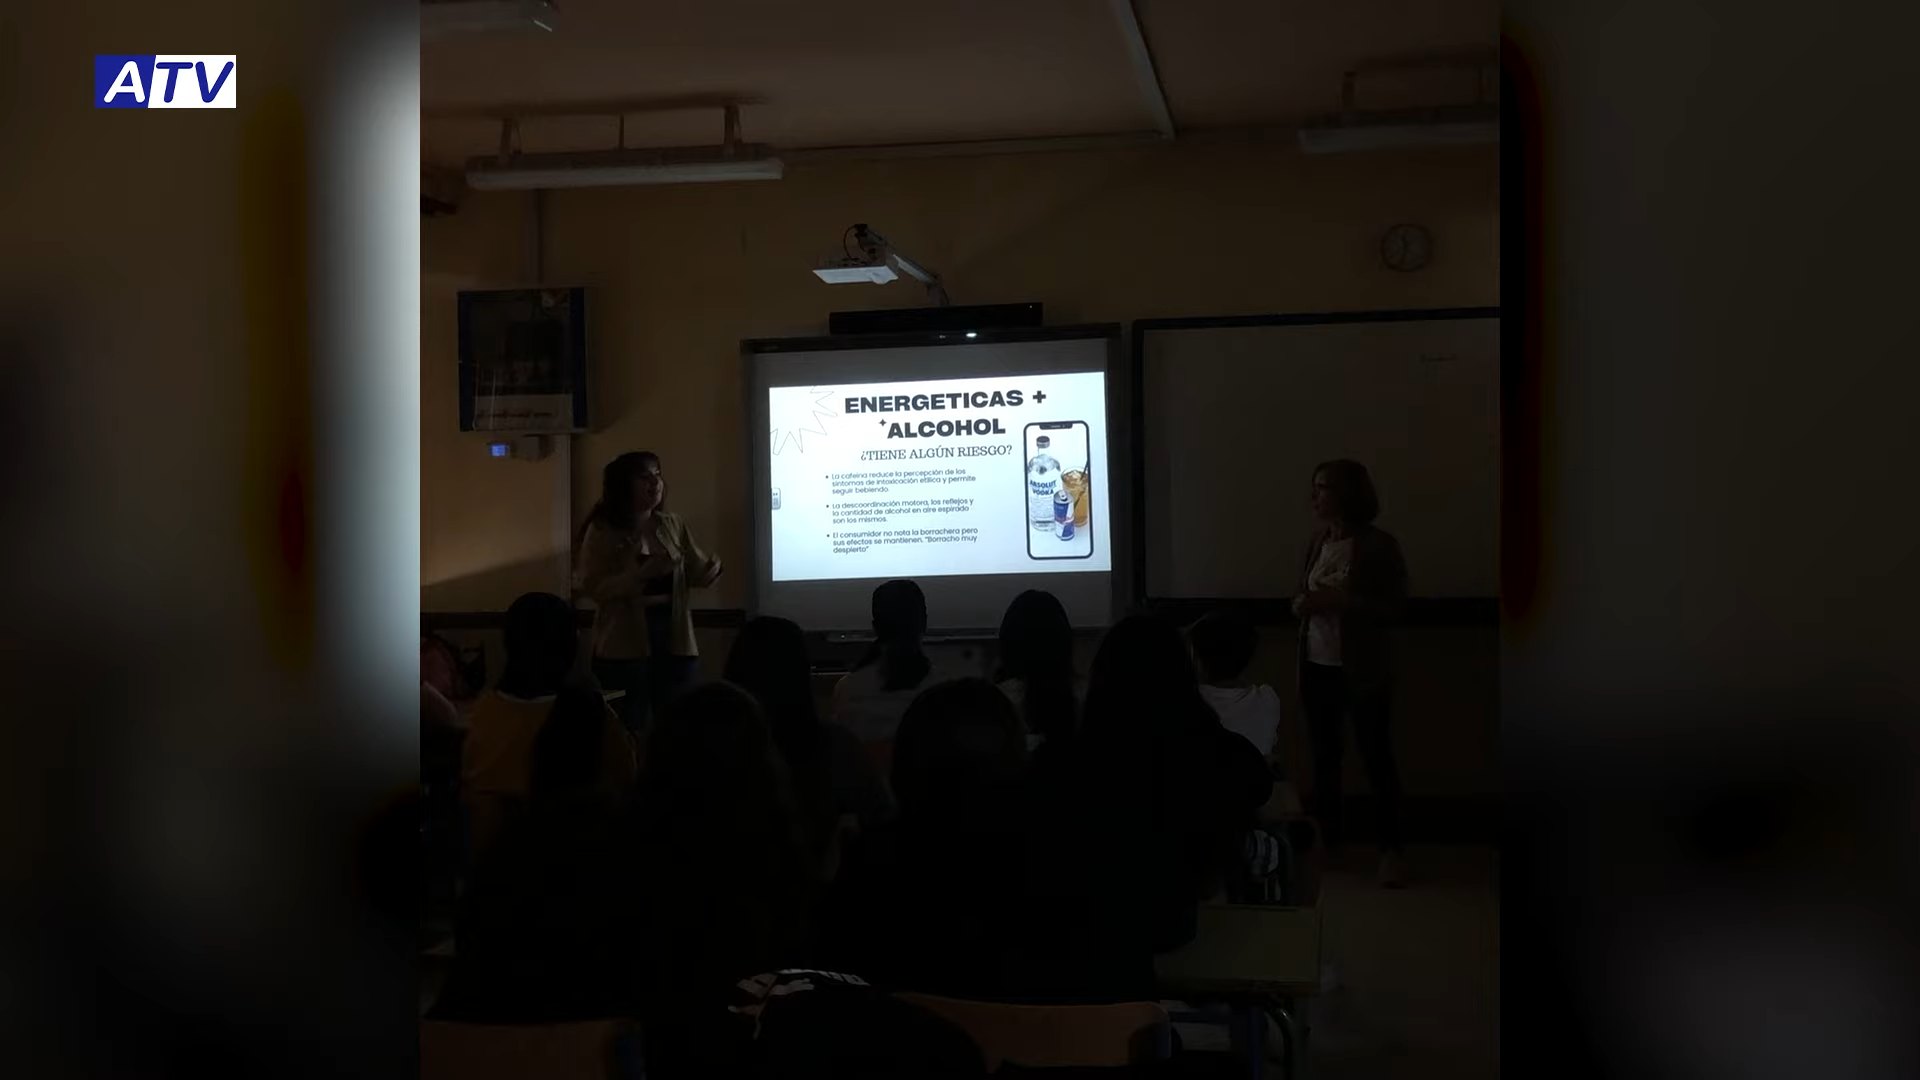 ATV
ENERGETICAS +
ALCOHOL
¿TIENE ALGÚN RIESGO?
• La cafeina reduce la percepción de los
sintomas de intoxicación etílica y permite
seguir bebiendo.
• La descoordinación motora, los reflejos y
la cantidad de alcohol en aire espirado
son los mismos.
• El consumidor no nota la borrachera pero
sus efectos se mantienen. "Borracho muy
despierto"
ABSOLUT
VODKA